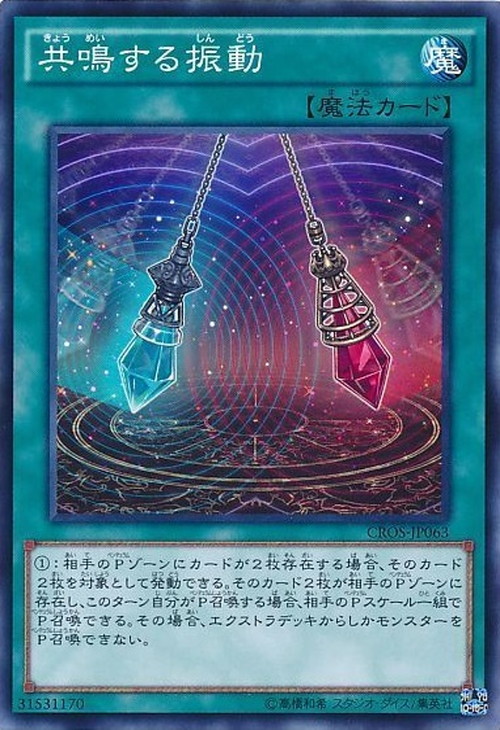 共鳴する振動
魔
【魔法カード】
CROS-JP063
①：相手のＰゾーンにカードが２枚存在する場合、そのカード
２枚を対象として発動できる。そのカード２枚が相手のＰゾーンに
存在し、このターン自分がＰ召喚する場合、相手のＰスケール一組で
Ｐ召喚できる。その場合、エクストラデッキからしかモンスターを
Ｐ召喚できない。
31531170
©高橋和希 スタジオ・ダイス/集英社